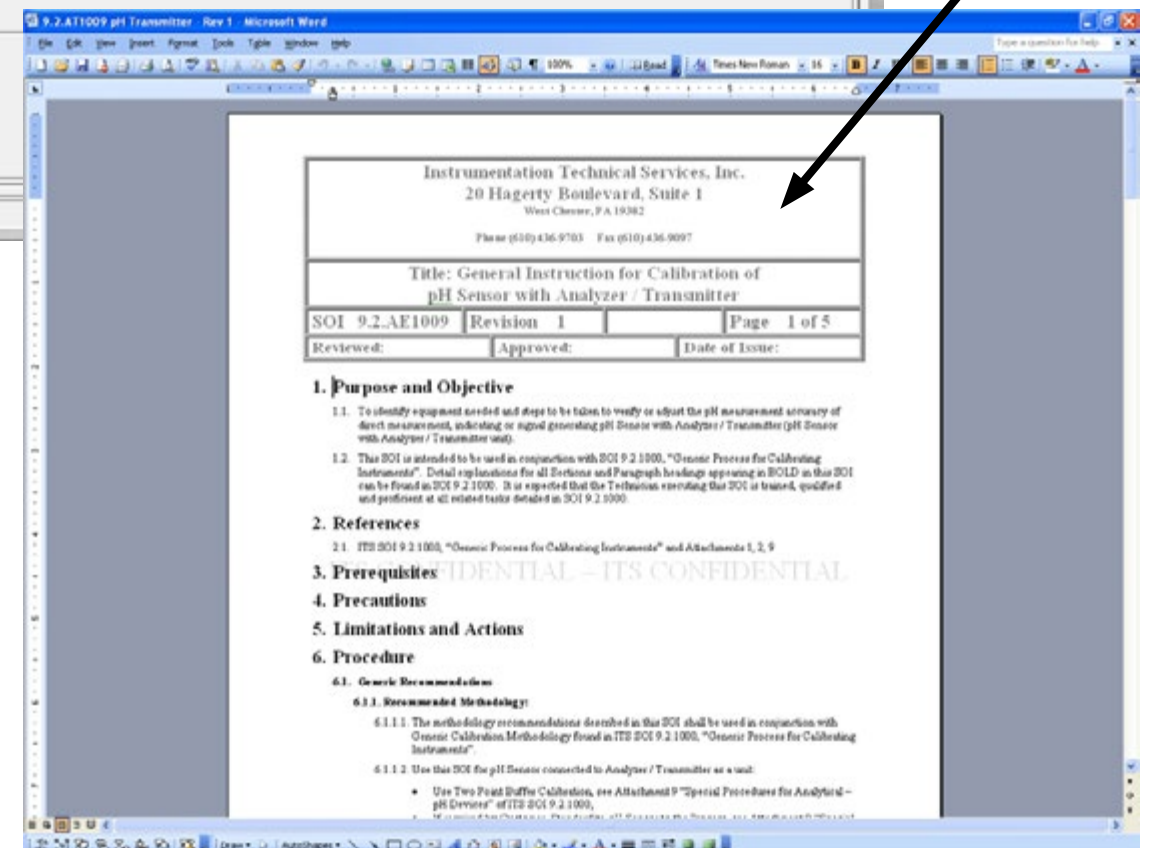 9.2.AT1009 pH Transmitter - Rev 1 - Microsoft Word
File Edit View Insert Format Tools Table Window Help
Type a question for help
100% Read Times New Roman 16 B I
Instrumentation Technical Services, Inc.
20 Hagerty Boulevard, Suite 1
West Chester, PA 19382
Phone (610) 436-9703 Fax (610) 436-9097
Title: General Instruction for Calibration of
pH Sensor with Analyzer / Transmitter
SOI 9.2.AE1009 Revision 1 Page 1 of 5
Reviewed: Approved: Date of Issue:
1. Purpose and Objective
1.1. To identify equipment needed and steps to be taken to verify or adjust the pH measurement accuracy of
direct measurement, indicating or signal generating pH Sensor with Analyzer / Transmitter (pH Sensor
with Analyzer / Transmitter unit).
1.2. This SOI is intended to be used in conjunction with SOI 9.2.1000, "Generic Process for Calibrating
Instruments". Detail explanations for all Sections and Paragraph headings appearing in BOLD in this SOI
can be found in SOI 9.2.1000. It is expected that the Technician executing this SOI is trained, qualified
and proficient at all related tasks detailed in SOI 9.2.1000.
2. References
2.1. ITS SOI 9.2.1000, "Generic Process for Calibrating Instruments" and Attachments 1, 2, 9
3. Prerequisites
IDENTIAL – ITS CONFIDENTIAL
4. Precautions
5. Limitations and Actions
6. Procedure
6.1. Generic Recommendations
6.1.1. Recommended Methodology:
6.1.1.1. The methodology recommendations described in this SOI shall be used in conjunction with
Generic Calibration Methodology found in ITS SOI 9.2.1000, "Generic Process for Calibrating
Instruments".
6.1.1.2. Use this SOI for pH Sensor connected to Analyzer / Transmitter as a unit:
• Use Two Point Buffer Calibration, see Attachment 9 "Special Procedures for Analytical –
pH Devices" of ITS SOI 9.2.1000,
Draw AutoShapes